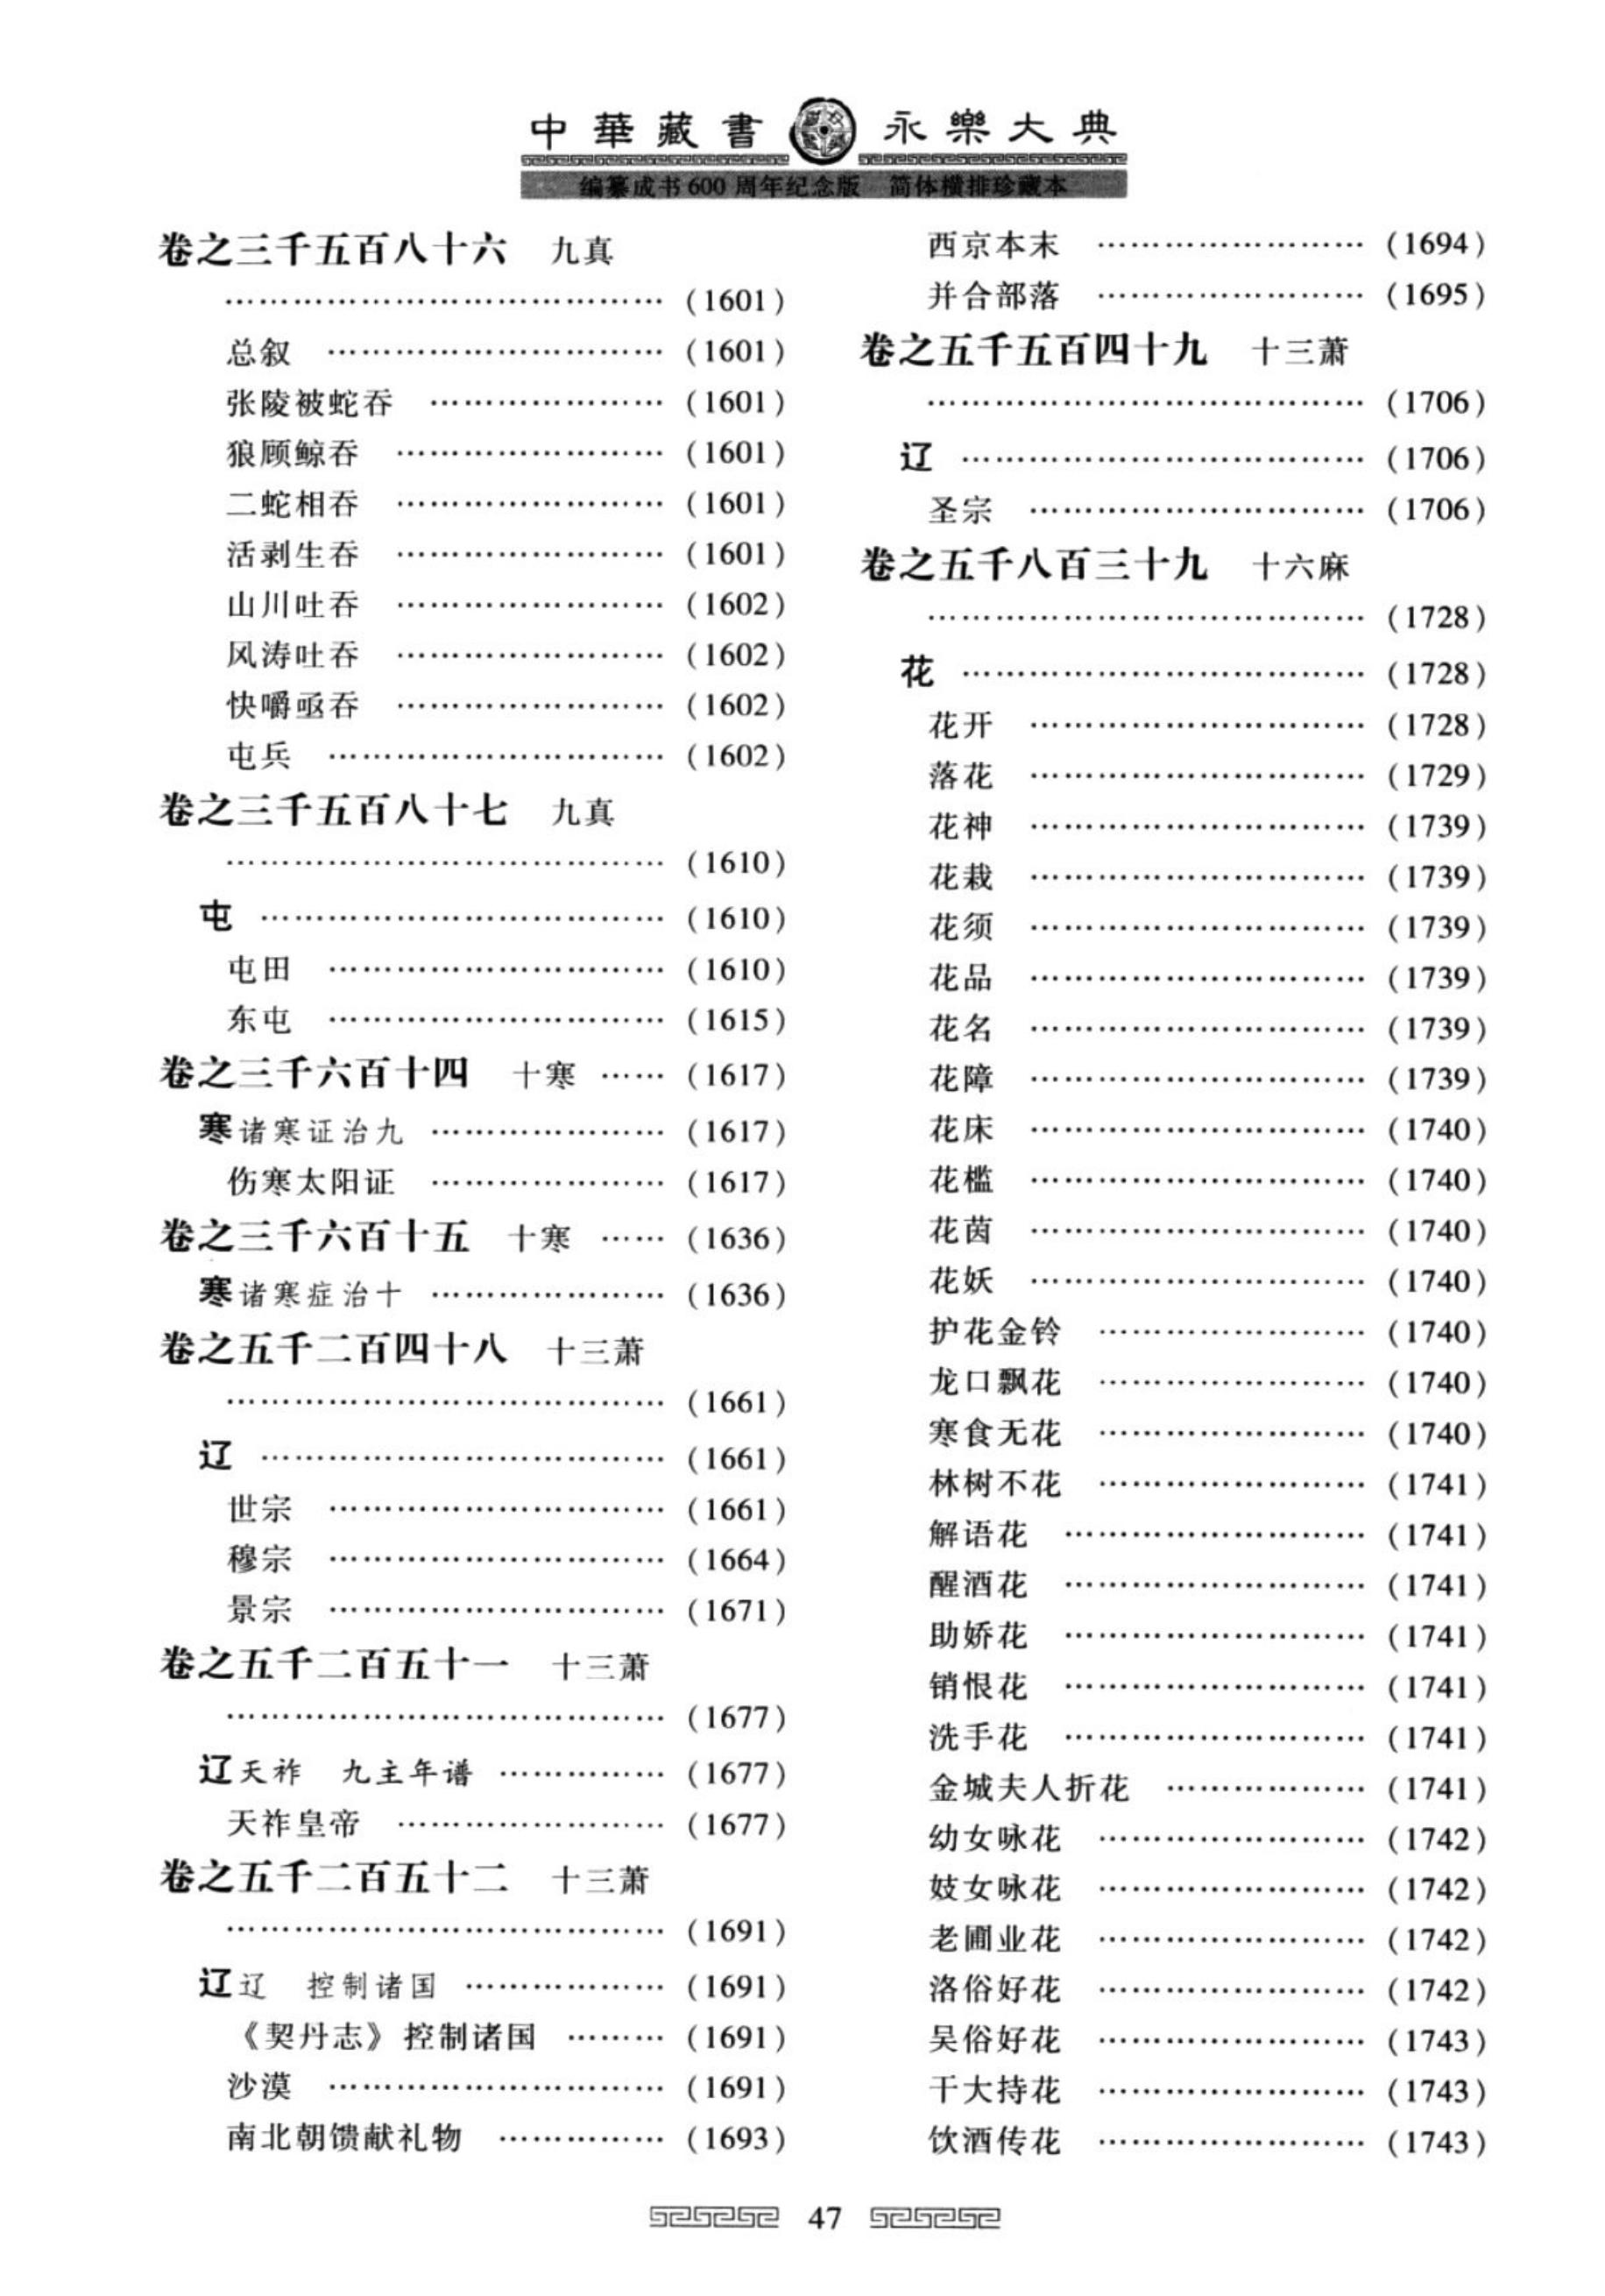 中華藏書 永樂大典
编纂成书600周年纪念版 简体横排珍藏本
卷之三千五百八十六 九真
……………………………… (1601)
总叙 ……………………… (1601)
张陵被蛇吞 ……………… (1601)
狼顾鲸吞 ………………… (1601)
二蛇相吞 ………………… (1601)
活剥生吞 ………………… (1601)
山川吐吞 ………………… (1602)
风涛吐吞 ………………… (1602)
快嚼亟吞 ………………… (1602)
屯兵 ……………………… (1602)
卷之三千五百八十七 九真
……………………………… (1610)
屯 ………………………… (1610)
屯田 ……………………… (1610)
东屯 ……………………… (1615)
卷之三千六百十四 十寒 …… (1617)
寒诸寒证治九 …………… (1617)
伤寒太阳证 ……………… (1617)
卷之三千六百十五 十寒 …… (1636)
寒诸寒症治十 …………… (1636)
卷之五千二百四十八 十三萧
……………………………… (1661)
辽 ………………………… (1661)
世宗 ……………………… (1661)
穆宗 ……………………… (1664)
景宗 ……………………… (1671)
卷之五千二百五十一 十三萧
……………………………… (1677)
辽天祚 九主年谱 ………… (1677)
天祚皇帝 ………………… (1677)
卷之五千二百五十二 十三萧
……………………………… (1691)
辽辽 控制诸国 …………… (1691)
《契丹志》控制诸国 ……… (1691)
沙漠 ……………………… (1691)
南北朝馈献礼物 ………… (1693)
西京本末 ………………… (1694)
并合部落 ………………… (1695)
卷之五千五百四十九 十三萧
……………………………… (1706)
辽 ………………………… (1706)
圣宗 ……………………… (1706)
卷之五千八百三十九 十六麻
……………………………… (1728)
花 ………………………… (1728)
花开 ……………………… (1728)
落花 ……………………… (1729)
花神 ……………………… (1739)
花栽 ……………………… (1739)
花须 ……………………… (1739)
花品 ……………………… (1739)
花名 ……………………… (1739)
花障 ……………………… (1739)
花床 ……………………… (1740)
花槛 ……………………… (1740)
花茵 ……………………… (1740)
花妖 ……………………… (1740)
护花金铃 ………………… (1740)
龙口飘花 ………………… (1740)
寒食无花 ………………… (1740)
林树不花 ………………… (1741)
解语花 …………………… (1741)
醒酒花 …………………… (1741)
助娇花 …………………… (1741)
销恨花 …………………… (1741)
洗手花 …………………… (1741)
金城夫人折花 …………… (1741)
幼女咏花 ………………… (1742)
妓女咏花 ………………… (1742)
老圃业花 ………………… (1742)
洛俗好花 ………………… (1742)
吴俗好花 ………………… (1743)
干大持花 ………………… (1743)
饮酒传花 ………………… (1743)
47